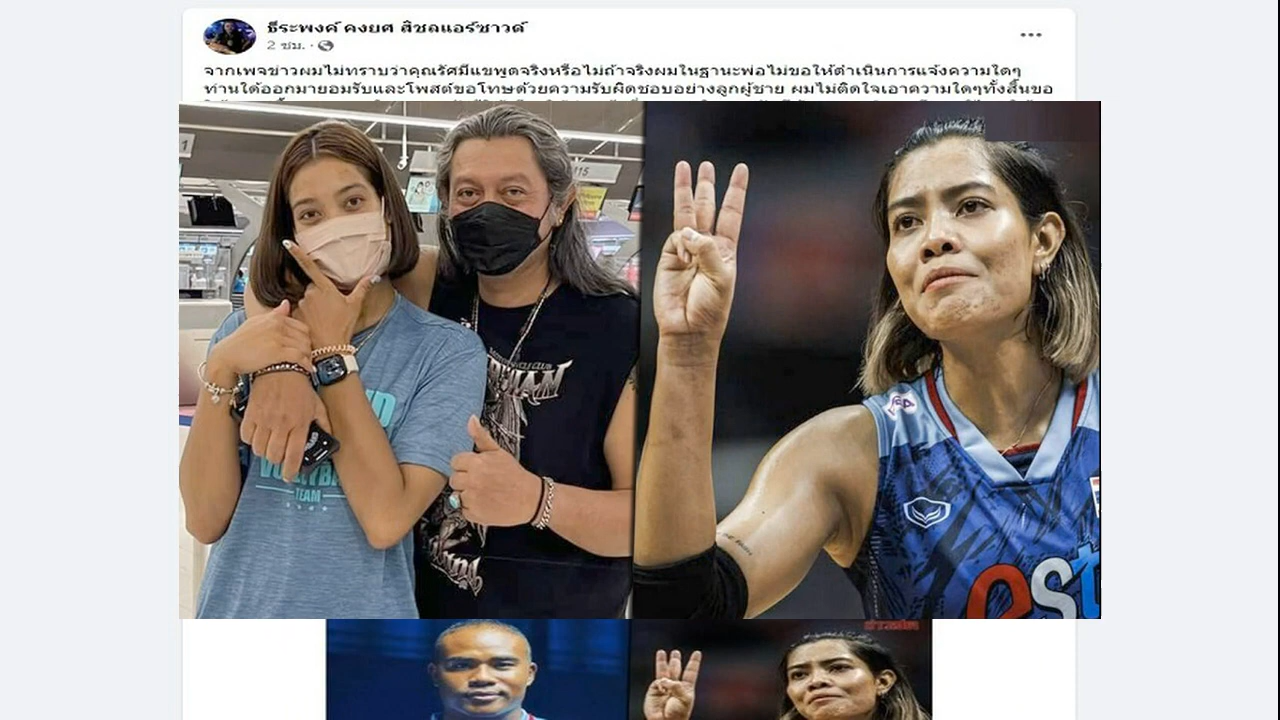 ธีระพงค์ คงยศ สิชลแอร์ซาวด์
2 ชม. ·
จากเพจข่าวผมไม่ทราบว่าคุณรัศมีแขพูดจริงหรือไม่ถ้าจริงผมในฐานะพ่อไม่ขอให้ดำเนินการแจ้งความใดๆ
ท่านได้ออกมายอมรับและโพสต์ขอโทษด้วยความรับผิดชอบอย่างลูกผู้ชาย ผมไม่ติดใจเอาความใดๆทั้งสิ้นขอ
1
15
TEAM
est
ข่าวสด